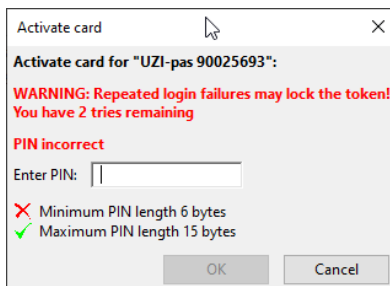 Activate card
Activate card for "UZI-pas 90025693":
WARNING: Repeated login failures may lock the token!
You have 2 tries remaining
PIN incorrect
Enter PIN:
Minimum PIN length 6 bytes
Maximum PIN length 15 bytes
OK Cancel